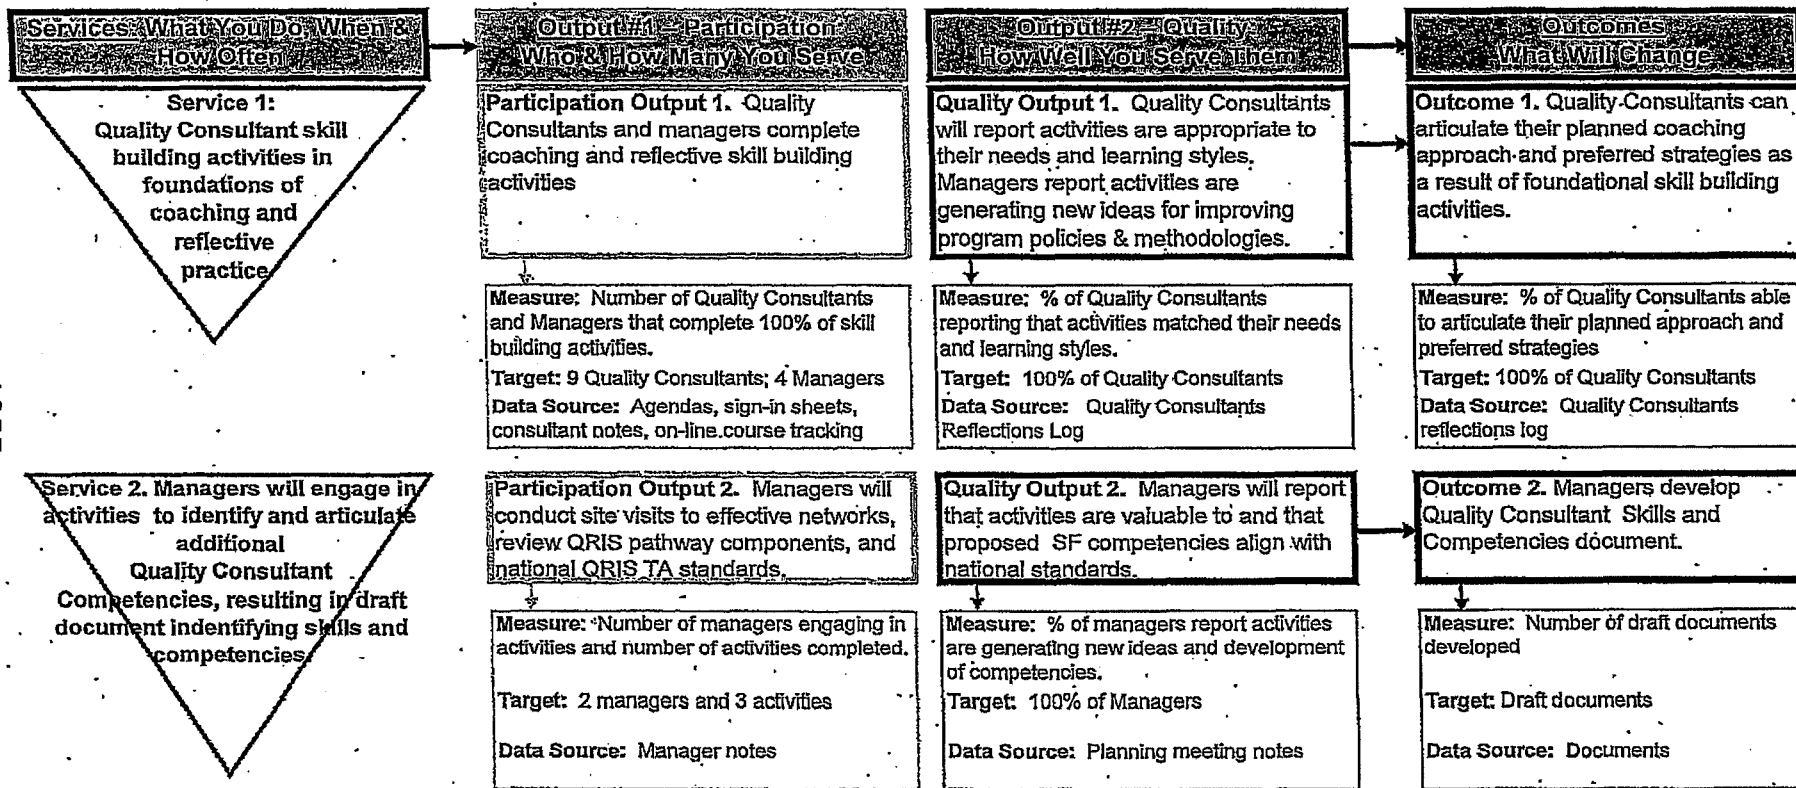 Services: What You Do When &
How Often
Output #1 – Participation
Who & How Many You Serve
Output #2 – Quality
How Well You Serve Them
Outcomes
What Will Change
Service 1:
Quality Consultant skill
building activities in
foundations of
coaching and
reflective
practice
Participation Output 1. Quality
Consultants and managers complete
coaching and reflective skill building
activities
Quality Output 1. Quality Consultants
will report activities are appropriate to
their needs and learning styles.
Managers report activities are
generating new ideas for improving
program policies & methodologies.
Outcome 1. Quality Consultants can
articulate their planned coaching
approach and preferred strategies as
a result of foundational skill building
activities.
Measure: Number of Quality Consultants
and Managers that complete 100% of skill
building activities.
Target: 9 Quality Consultants; 4 Managers
Data Source: Agendas, sign-in sheets,
consultant notes, on-line course tracking
Measure: % of Quality Consultants
reporting that activities matched their needs
and learning styles.
Target: 100% of Quality Consultants
Data Source: Quality Consultants
Reflections Log
Measure: % of Quality Consultants able
to articulate their planned approach and
preferred strategies
Target: 100% of Quality Consultants
Data Source: Quality Consultants
reflections log
Service 2. Managers will engage in
activities to identify and articulate
additional
Quality Consultant
Competencies, resulting in draft
document indentifying skills and
competencies
Participation Output 2. Managers will
conduct site visits to effective networks,
review QRIS pathway components, and
national QRIS TA standards.
Quality Output 2. Managers will report
that activities are valuable to and that
proposed SF competencies align with
national standards.
Outcome 2. Managers develop
Quality Consultant Skills and
Competencies document.
Measure: Number of managers engaging in
activities and number of activities completed.
Target: 2 managers and 3 activities
Data Source: Manager notes
Measure: % of managers report activities
are generating new ideas and development
of competencies.
Target: 100% of Managers
Data Source: Planning meeting notes
Measure: Number of draft documents
developed
Target: Draft documents
Data Source: Documents